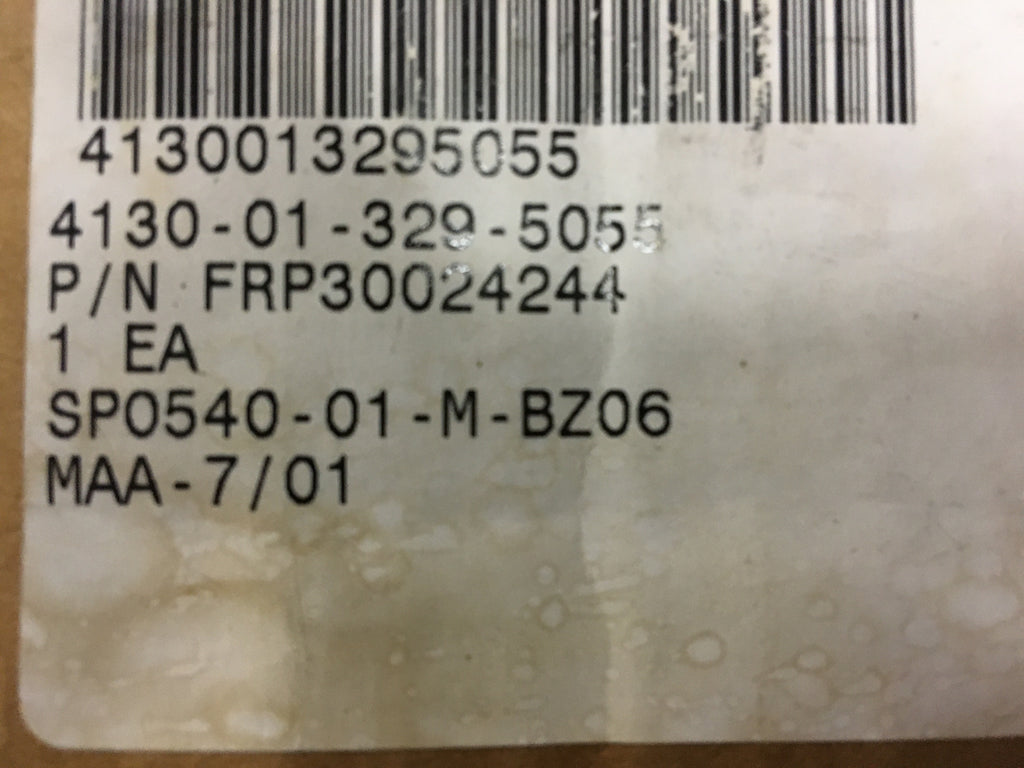 4130013295055
4130-01-329-5055
P/N FRP30024244
1 EA
SP0540-01-M-BZ06
MAA-7/01